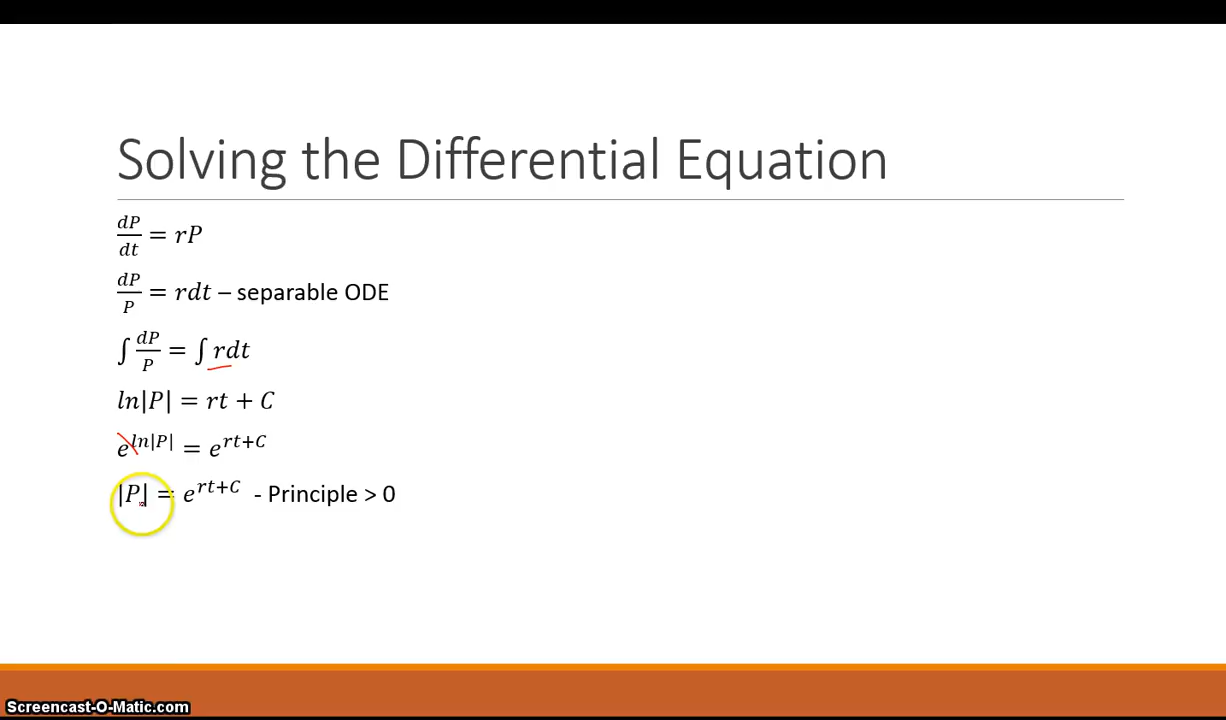 Solving the Differential Equation
dP/dt = rP
dP/P = rdt – separable ODE
∫ dP/P = ∫ rdt
ln|P| = rt + C
e^{ln|P|} = e^{rt+C}
|P| = e^{rt+C} - Principle > 0
Screencast-O-Matic.com